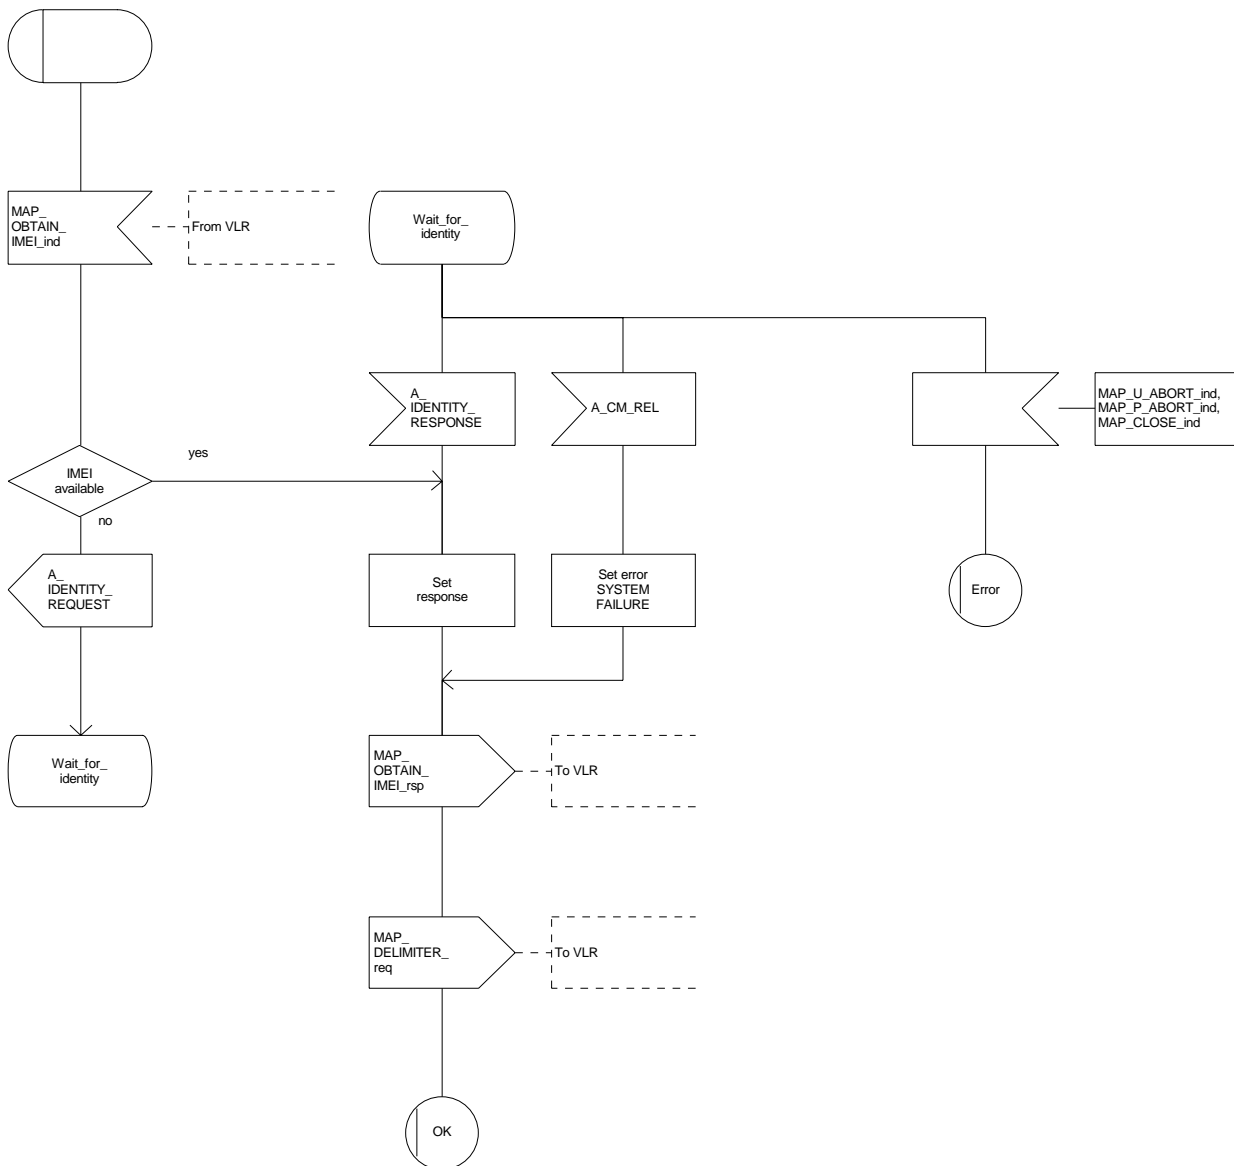 MAP_
OBTAIN_
IMEI_ind
From VLR
Wait_for_
identity
A_
IDENTITY_
RESPONSE
A_CM_REL
MAP_U_ABORT_ind,
MAP_P_ABORT_ind,
MAP_CLOSE_ind
yes
IMEI
available
no
A_
IDENTITY_
REQUEST
Set
response
Set error
SYSTEM
FAILURE
Error
Wait_for_
identity
MAP_
OBTAIN_
IMEI_rsp
To VLR
MAP_
DELIMITER_
req
To VLR
OK